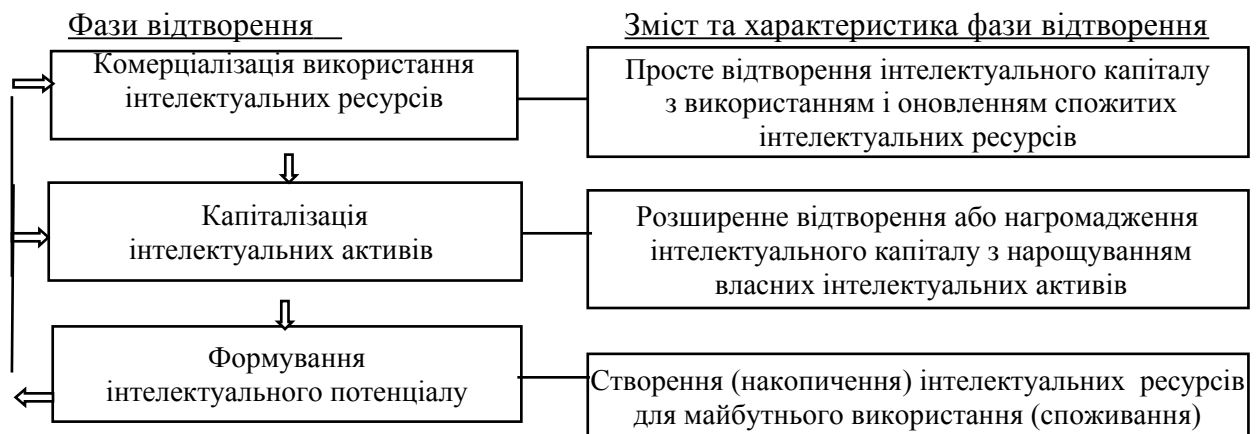 Фази відтворення
Зміст та характеристика фази відтворення
Комерціалізація використання
інтелектуальних ресурсів
Просте відтворення інтелектуального капіталу
з використанням і оновленням спожитих
інтелектуальних ресурсів
Капіталізація
інтелектуальних активів
Розширенне відтворення або нагромадження
інтелектуального капіталу з нарощуванням
власних інтелектуальних активів
Формування
інтелектуального потенціалу
Створення (накопичення) інтелектуальних ресурсів
для майбутнього використання (споживання)